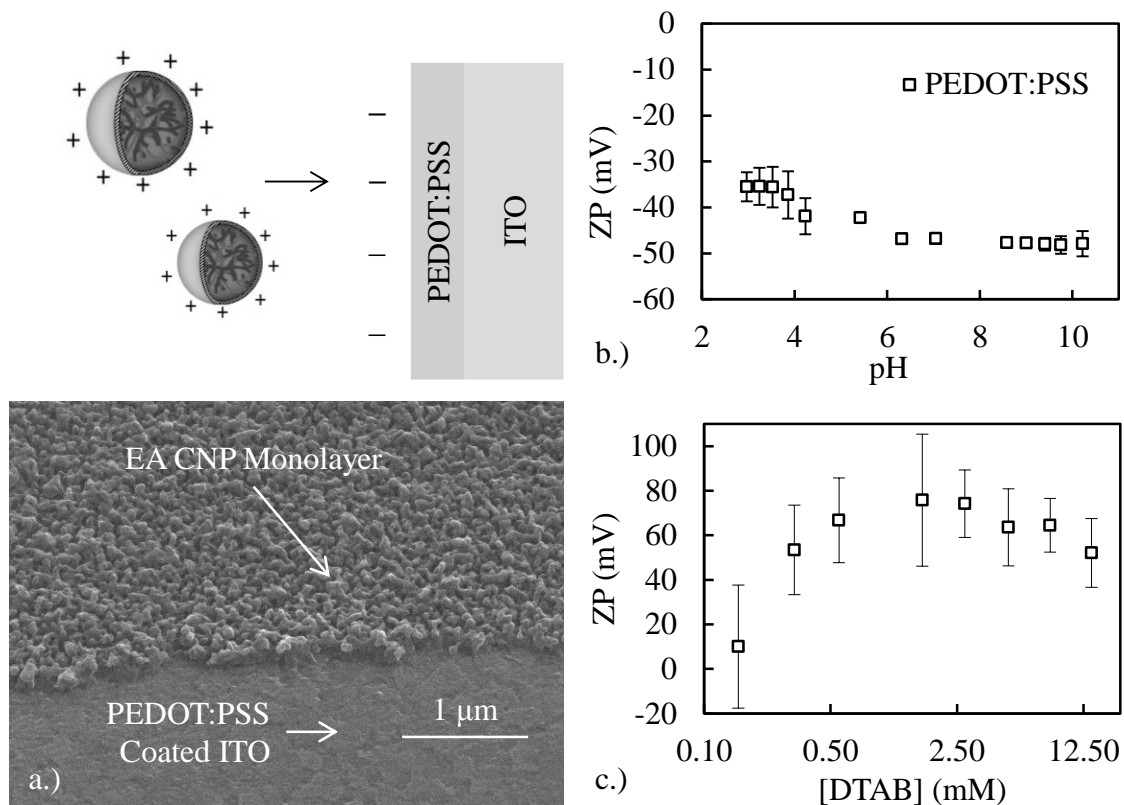 + + + + + + + + + + +
+ + + + + + + + +
− − − −
PEDOT:PSS
ITO
EA CNP Monolayer
PEDOT:PSS
Coated ITO
1 μm
a.)
0
-10
-20
-30
-40
-50
-60
ZP (mV)
PEDOT:PSS
2 4 6 8 10
pH
b.)
100
80
60
40
20
0
-20
ZP (mV)
0.10 0.50 2.50 12.50
[DTAB] (mM)
c.)